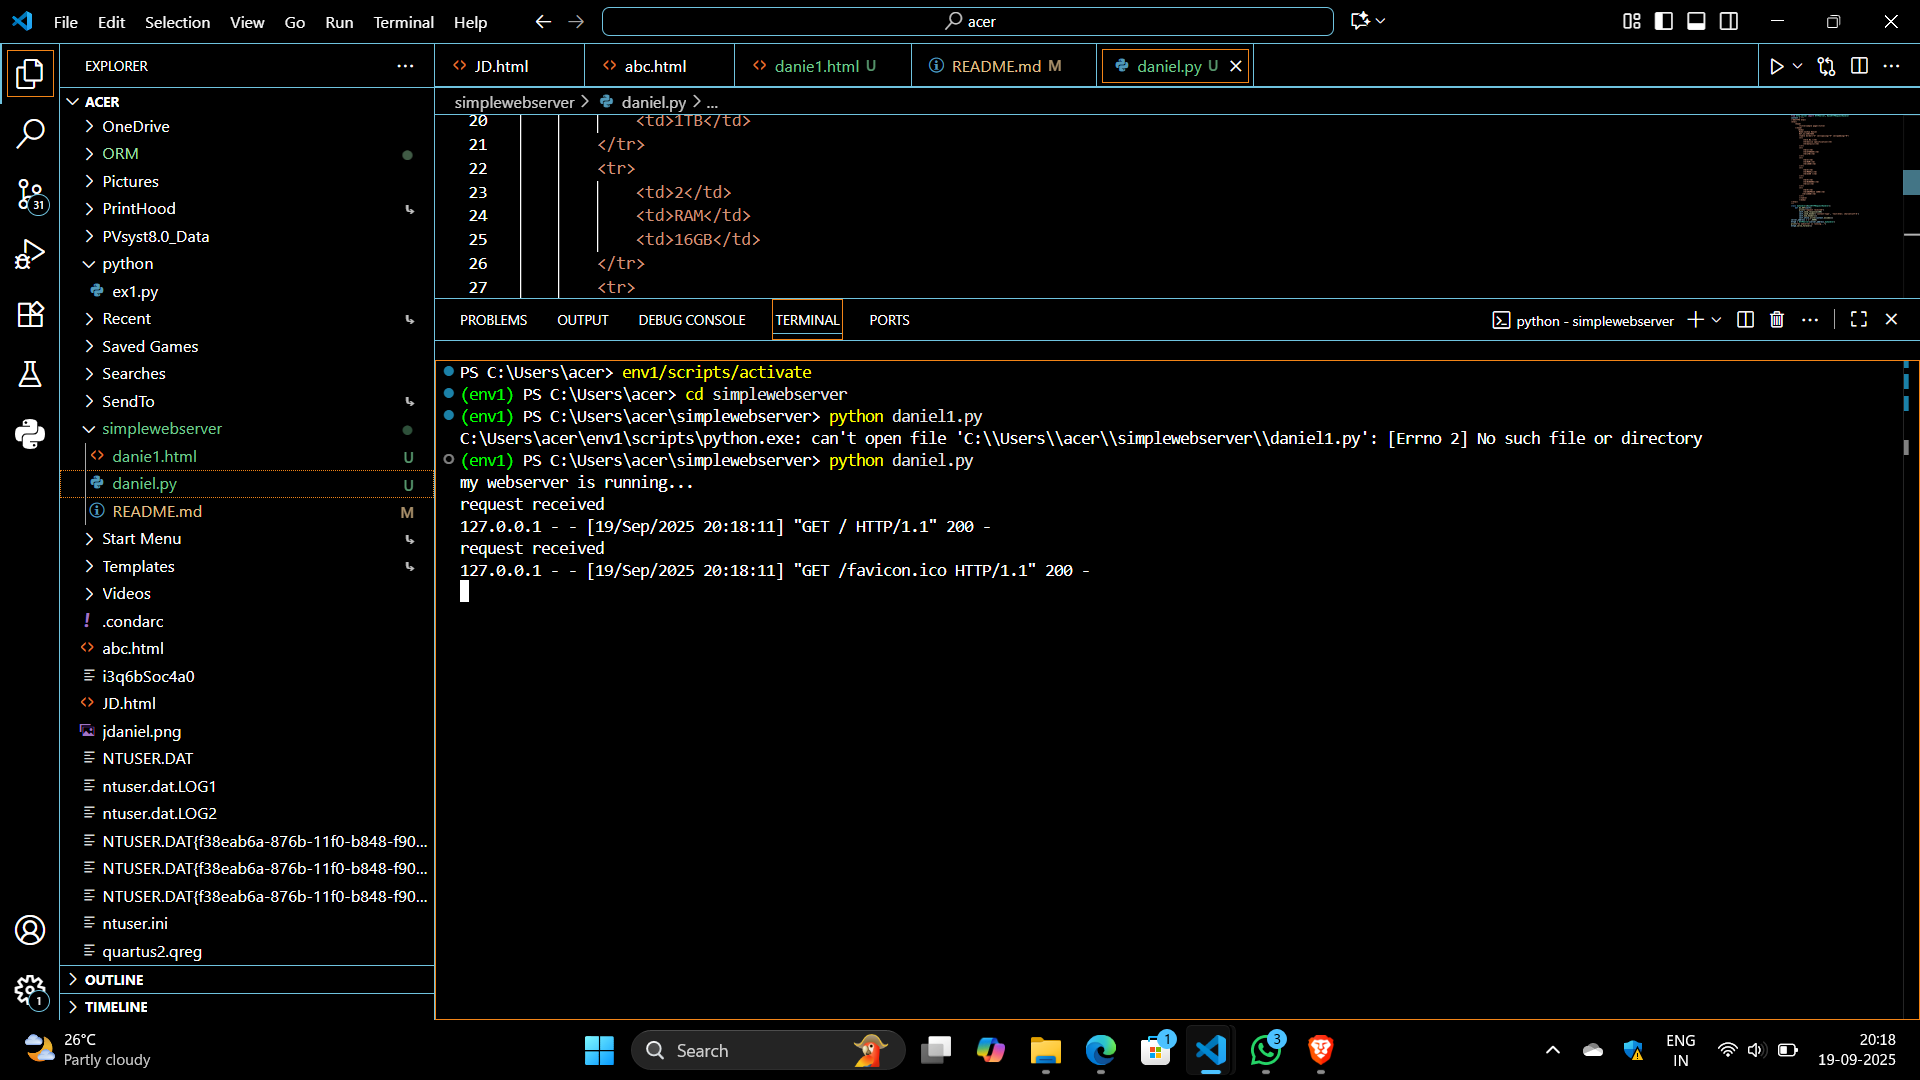 File Edit Selection View Go Run Terminal Help
acer
EXPLORER
ACER
OneDrive
ORM
Pictures
PrintHood
PVsyst8.0_Data
python
ex1.py
Recent
Saved Games
Searches
SendTo
simplewebserver
danie1.html U
daniel.py U
README.md M
Start Menu
Templates
Videos
.condarc
abc.html
i3q6bSoc4a0
JD.html
jdaniel.png
NTUSER.DAT
ntuser.dat.LOG1
ntuser.dat.LOG2
NTUSER.DAT{f38eab6a-876b-11f0-b848-f90...
NTUSER.DAT{f38eab6a-876b-11f0-b848-f90...
NTUSER.DAT{f38eab6a-876b-11f0-b848-f90...
ntuser.ini
quartus2.qreg
OUTLINE
TIMELINE
31
1
JD.html abc.html danie1.html U README.md M daniel.py U
simplewebserver > daniel.py > ...
20 <td>1TB</td>
21 </tr>
22 <tr>
23 <td>2</td>
24 <td>RAM</td>
25 <td>16GB</td>
26 </tr>
27 <tr>
PROBLEMS OUTPUT DEBUG CONSOLE TERMINAL PORTS
python - simplewebserver
PS C:\Users\acer> env1/scripts/activate
(env1) PS C:\Users\acer> cd simplewebserver
(env1) PS C:\Users\acer\simplewebserver> python daniel1.py
C:\Users\acer\env1\scripts\python.exe: can't open file 'C:\\Users\\acer\\simplewebserver\\daniel1.py': [Errno 2] No such file or directory
(env1) PS C:\Users\acer\simplewebserver> python daniel.py
my webserver is running...
request received
127.0.0.1 - - [19/Sep/2025 20:18:11] "GET / HTTP/1.1" 200 -
request received
127.0.0.1 - - [19/Sep/2025 20:18:11] "GET /favicon.ico HTTP/1.1" 200 -
26°C
Partly cloudy
Search
1
3
ENG
IN
20:18
19-09-2025